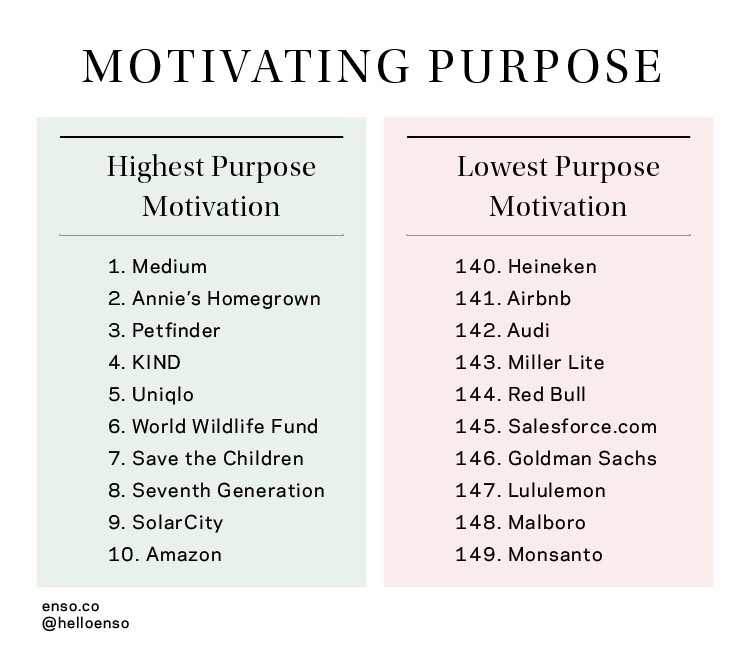 MOTIVATING PURPOSE
Highest Purpose
Motivation
1. Medium
2. Annie’s Homegrown
3. Petfinder
4. KIND
5. Uniqlo
6. World Wildlife Fund
7. Save the Children
8. Seventh Generation
9. SolarCity
10. Amazon
Lowest Purpose
Motivation
140. Heineken
141. Airbnb
142. Audi
143. Miller Lite
144. Red Bull
145. Salesforce.com
146. Goldman Sachs
147. Lululemon
148. Malboro
149. Monsanto
enso.co
@helloenso